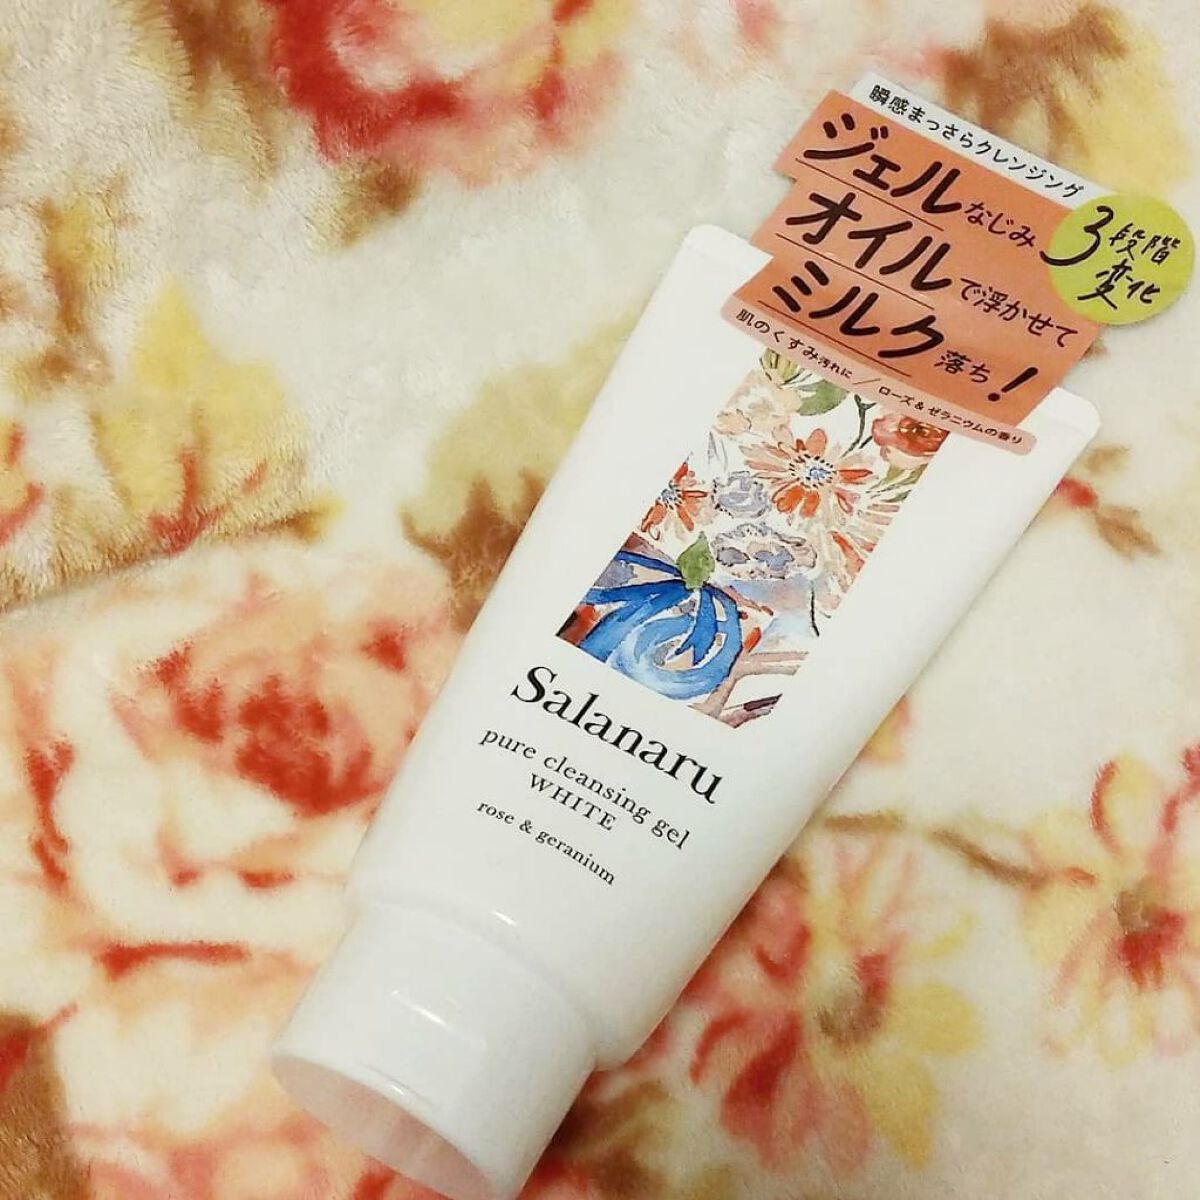 瞬感まっさらクレンジング
ジェルなじみ
オイルで浮かせて
ミルク落ち!
3段階
変化
肌のくすみ汚れに/ローズ&ゼラニウムの香り
Salanaru
pure cleansing gel
WHITE
rose & geranium